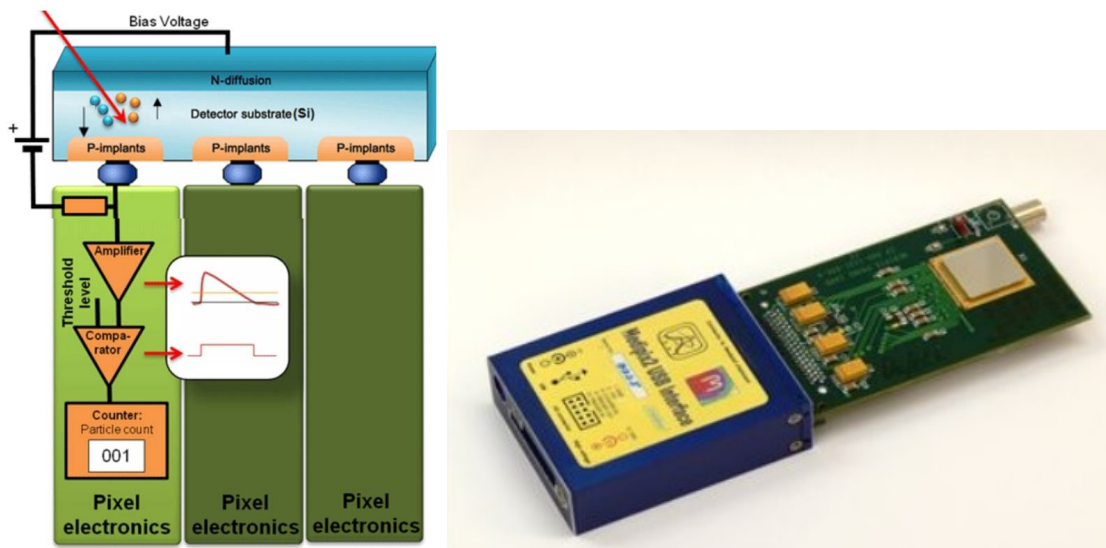 Bias Voltage
N-diffusion
Detector substrate(Si)
+
P-implants
P-implants
P-implants
Amplifier
Threshold
level
Compa-
rator
Counter:
Particle count
001
Pixel
electronics
Pixel
electronics
Pixel
electronics
Medipix2 USB Interface